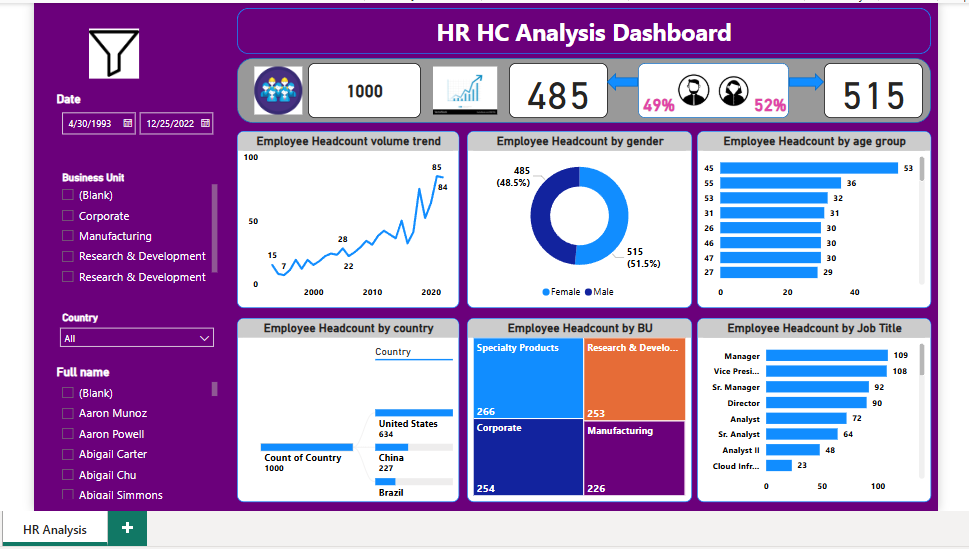 HR HC Analysis Dashboard
1000
485
49%
52%
515
Date
4/30/1993
12/25/2022
Business Unit
(Blank)
Corporate
Manufacturing
Research & Development
Research & Development
Country
All
Full name
(Blank)
Aaron Munoz
Aaron Powell
Abigail Carter
Abigail Chu
Abigail Simmons
Employee Headcount volume trend
100
50
0
15
7
28
22
85
84
2000
2010
2020
Employee Headcount by gender
485
(48.5%)
515
(51.5%)
Female
Male
Employee Headcount by age group
45
53
55
36
53
32
31
31
26
30
46
30
47
30
27
29
0
20
40
Employee Headcount by country
Country
Count of Country
1000
United States
634
China
227
Brazil
Employee Headcount by BU
Specialty Products
266
Research & Develo...
253
Corporate
254
Manufacturing
226
Employee Headcount by Job Title
Manager
109
Vice Presi...
108
Sr. Manager
92
Director
90
Analyst
72
Sr. Analyst
64
Analyst II
48
Cloud Infr...
23
0
50
100
HR Analysis
+